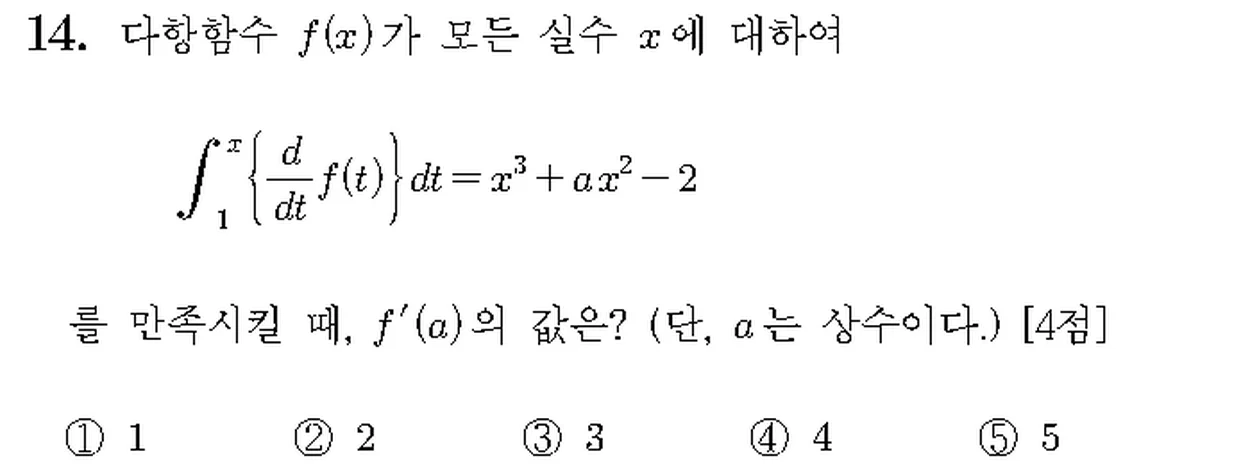 14. 다항함수 f(x)가 모든 실수 x에 대하여
∫₁ˣ {d/dt f(t)} dt = x³ + ax² − 2
를 만족시킬 때, f′(a)의 값은? (단, a는 상수이다.) [4점]
① 1 ② 2 ③ 3 ④ 4 ⑤ 5